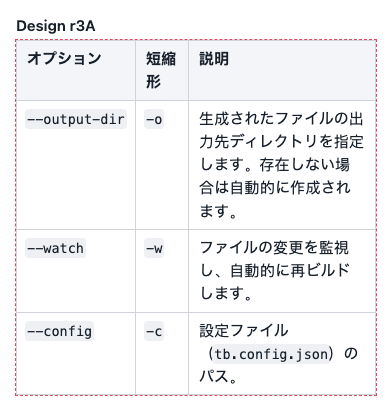 Design r3A
オプション 短縮 説明
形
--output-dir -o 生成されたファイルの出
力先ディレクトリを指定
します。存在しない場
合は自動的に作成され
ます。
--watch -w ファイルの変更を監視
し、自動的に再ビルド
します。
--config -c 設定ファイル
（tb.config.json）の
パス。